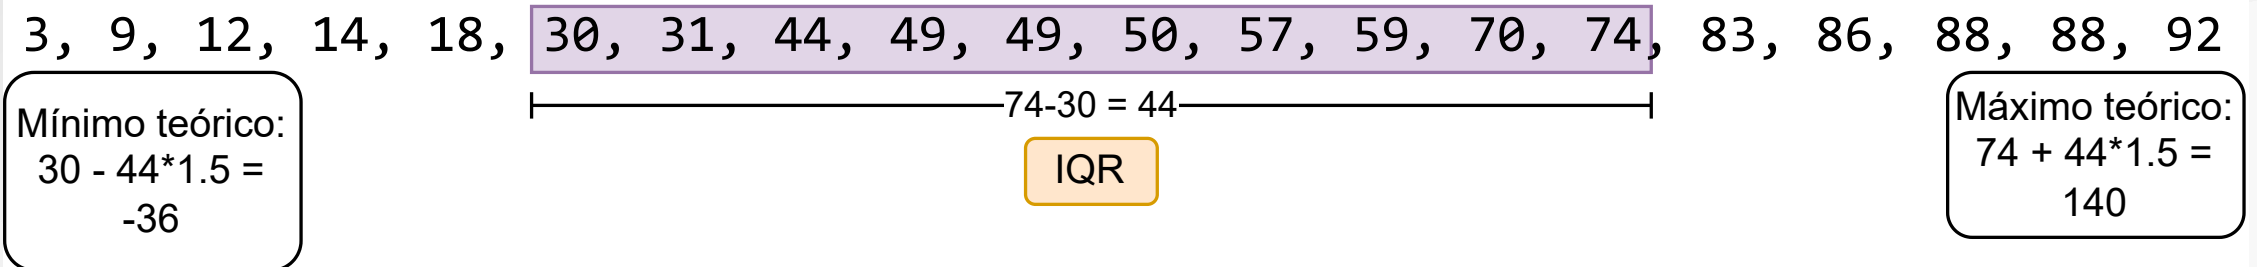 3, 9, 12, 14, 18, 30, 31, 44, 49, 49, 50, 57, 59, 70, 74, 83, 86, 88, 88, 92
Mínimo teórico:
30 - 44*1.5 =
-36
74-30 = 44
IQR
Máximo teórico:
74 + 44*1.5 =
140